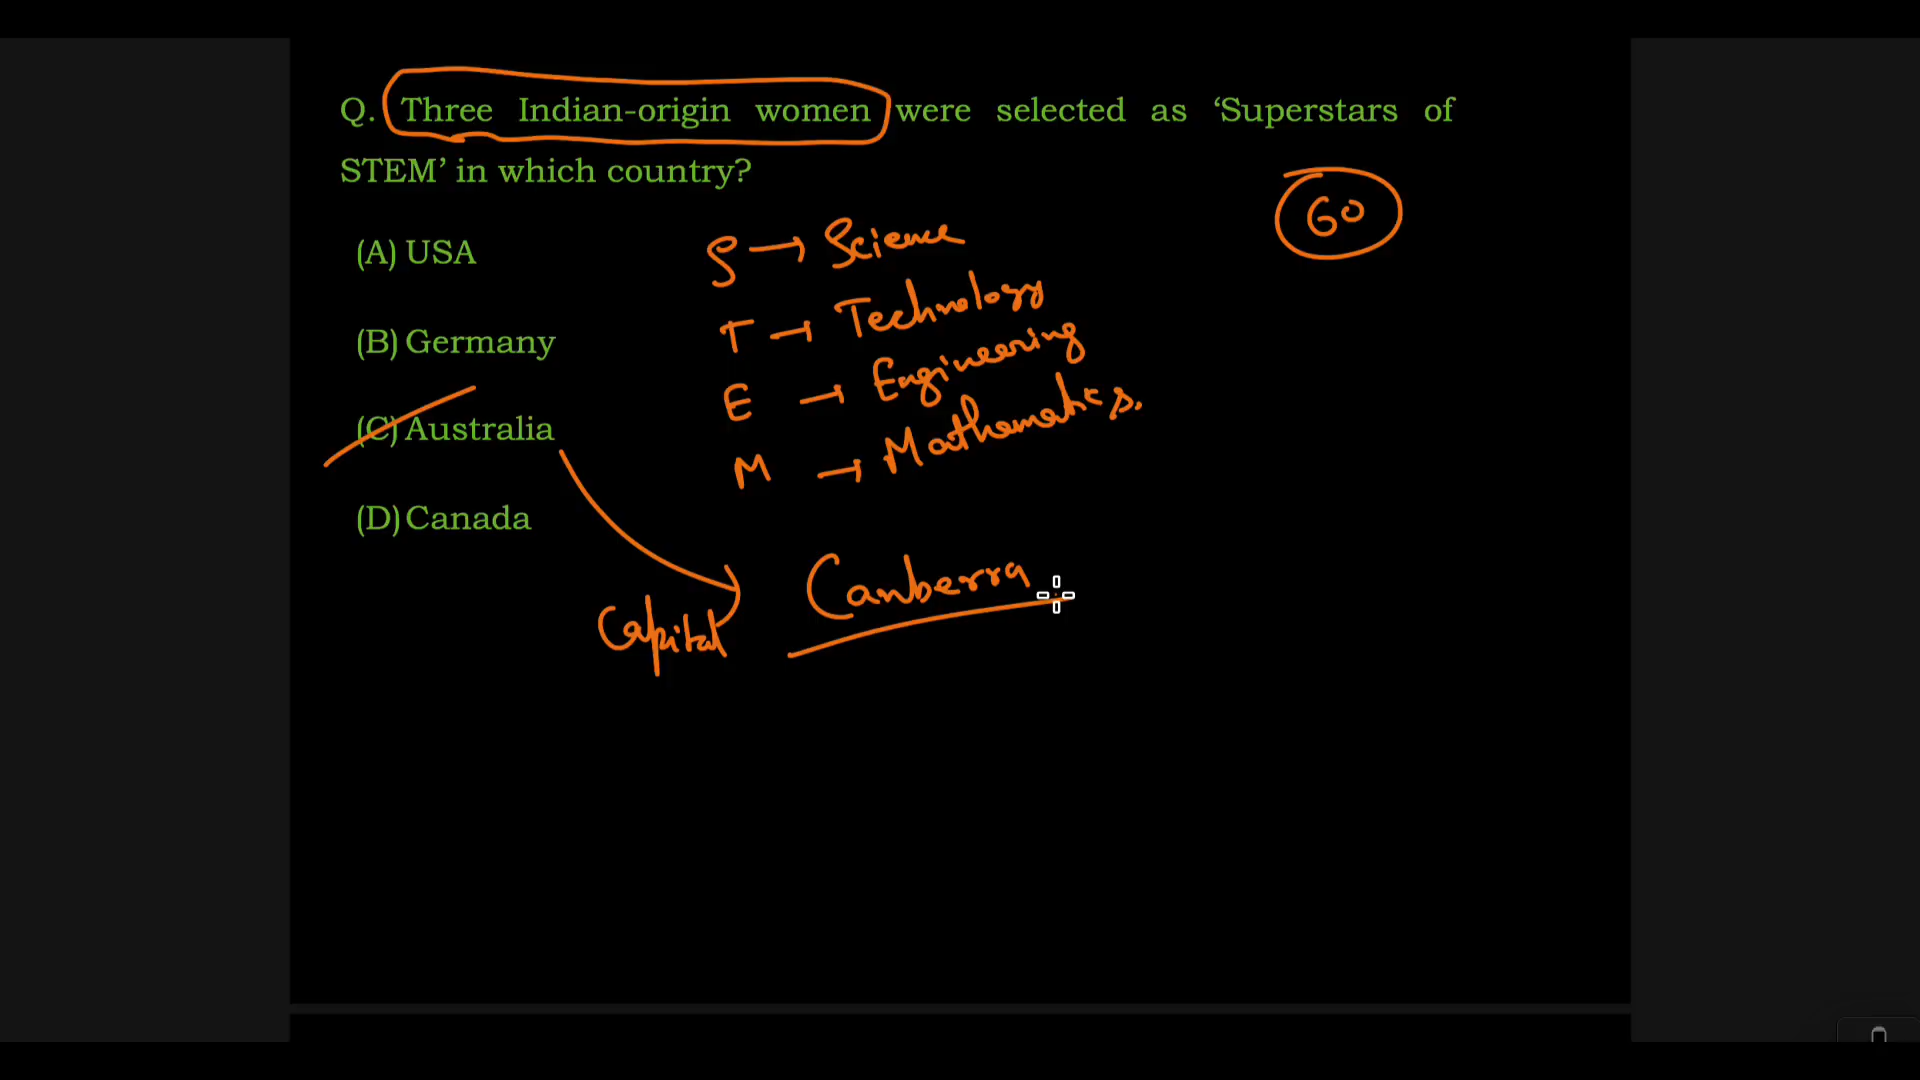 Q. Three Indian-origin women were selected as ‘Superstars of
STEM’ in which country?
60
(A) USA
S → Science
(B) Germany
T → Technology
E → Engineering
(C) Australia
M → Mathematics.
(D) Canada
Canberra
Capital